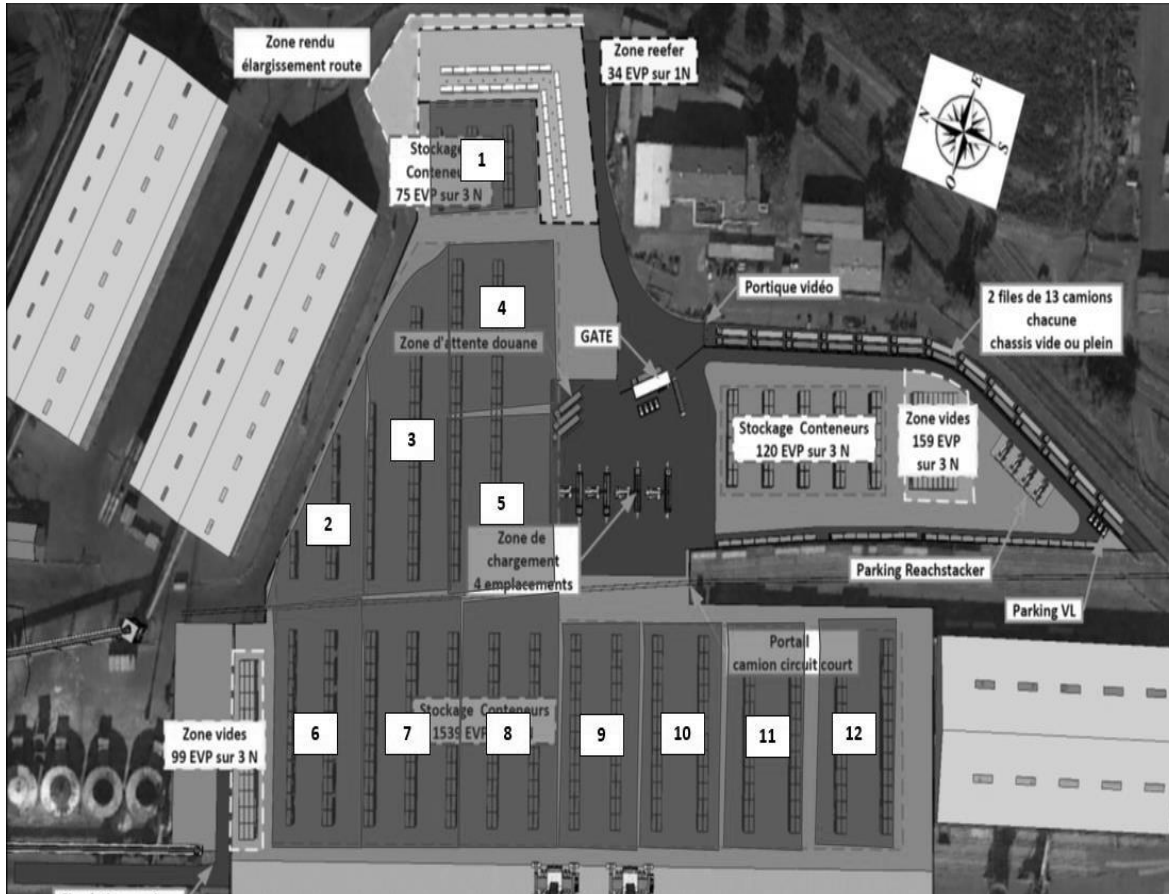 Zone rendu
élargissement route
Zone reefer
34 EVP sur 1N
N
E
S
O
Stockage
Conteneu
75 EVP sur 3 N
1
4
Portique vidéo
2 files de 13 camions
chacune
chassis vide ou plein
GATE
Zone d'attente douane
3
Stockage Conteneurs
120 EVP sur 3 N
Zone vides
159 EVP
sur 3 N
2
5
Zone de
chargement
4 emplacements
Parking Reachstacker
Parking VL
Portail
camion circuit court
Zone vides
99 EVP sur 3 N
6
7
Stockage Conteneurs
1539 EVP
8
9
10
11
12